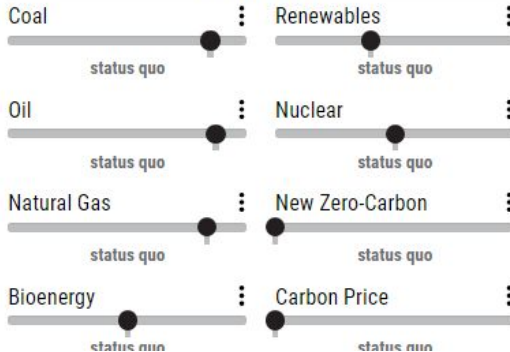 Coal
Renewables
status quo
status quo
Oil
Nuclear
status quo
status quo
Natural Gas
New Zero-Carbon
status quo
status quo
Bioenergy
Carbon Price
status quo
status quo